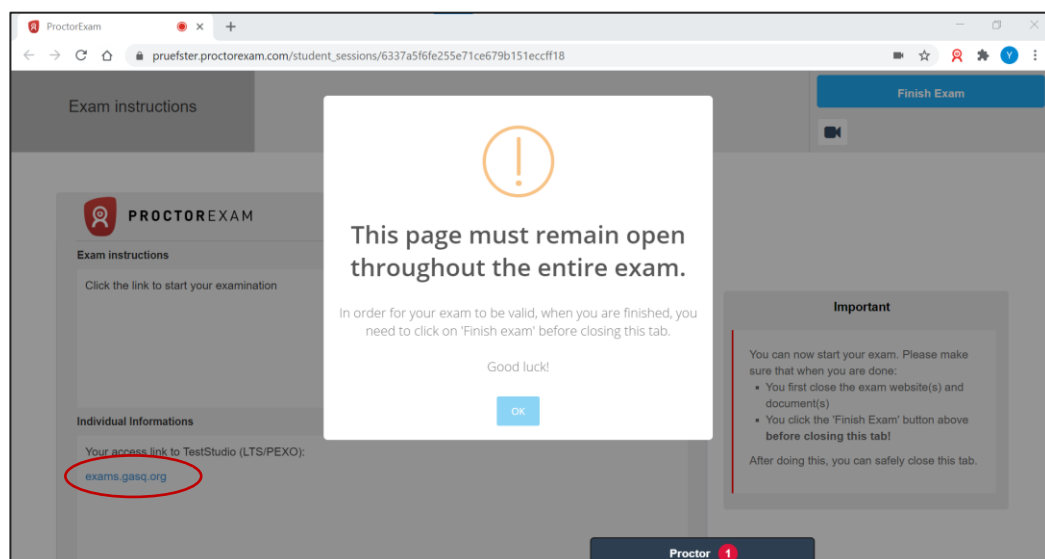 ProctorExam
pruefster.proctorexam.com/student_sessions/6337a5f6fe255e71ce679b151eccff18
Y
Exam instructions
Finish Exam
PROCTOREXAM
Exam instructions
Click the link to start your examination
This page must remain open
throughout the entire exam.
In order for your exam to be valid, when you are finished, you
need to click on 'Finish exam' before closing this tab.
Good luck!
OK
Individual Informations
Your access link to TestStudio (LTS/PEXO):
exams.gasq.org
Important
You can now start your exam. Please make
sure that when you are done:
• You first close the exam website(s) and
document(s)
• You click the 'Finish Exam' button above
before closing this tab!
After doing this, you can safely close this tab.
Proctor 1